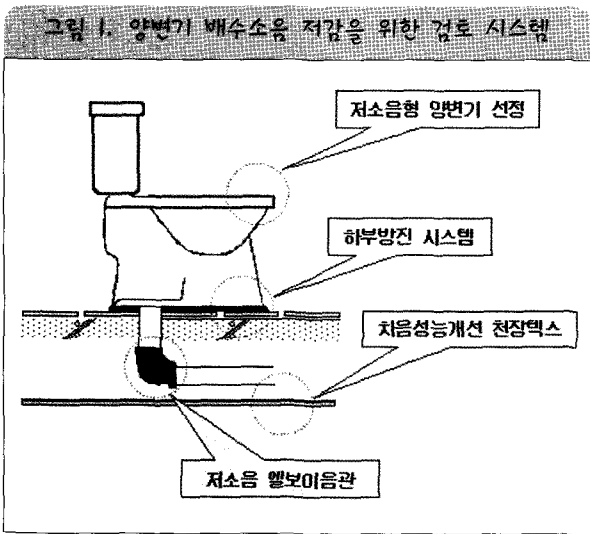 그림 1. 양변기 배수소음 저감을 위한 검토 시스템
저소음형 양변기 선정
하부방진 시스템
차음성능개선 천장텍스
저소음 엘보이음관